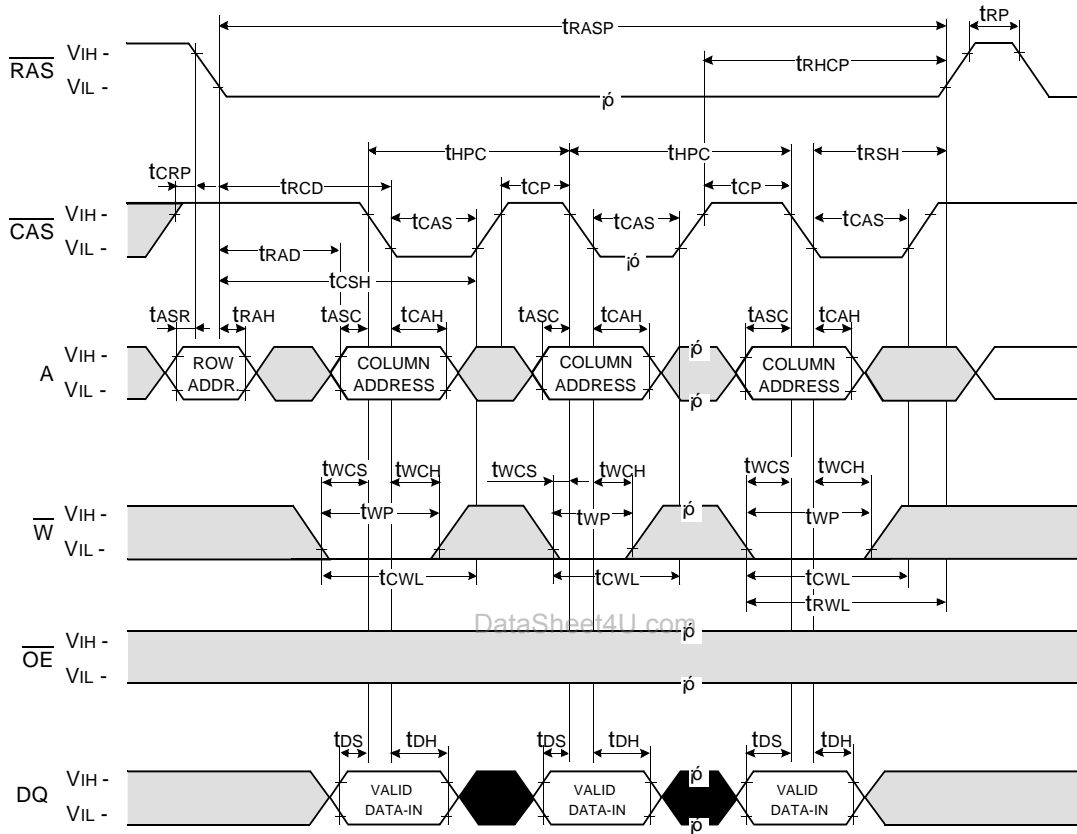 tRASP
tRP
RAS
VIH -
VIL -
tRHCP
¡ó
tCRP
tHPC
tHPC
tRSH
tRCD
tCP
tCP
CAS
VIH -
VIL -
tCAS
tCAS
tCAS
tRAD
¡ó
tCSH
tASR
tRAH
tASC
tCAH
tASC
tCAH
tASC
tCAH
A
VIH -
VIL -
ROW
ADDR.
COLUMN
ADDRESS
COLUMN
ADDRESS
¡ó
¡ó
COLUMN
ADDRESS
tWCS
tWCH
tWCS
tWCH
tWCS
tWCH
W
VIH -
VIL -
tWP
tWP
¡ó
tWP
tCWL
tCWL
tCWL
tRWL
DataSheet4U.com
OE
VIH -
VIL -
¡ó
¡ó
tDS
tDH
tDS
tDH
tDS
tDH
DQ
VIH -
VIL -
VALID
DATA-IN
VALID
DATA-IN
¡ó
¡ó
VALID
DATA-IN